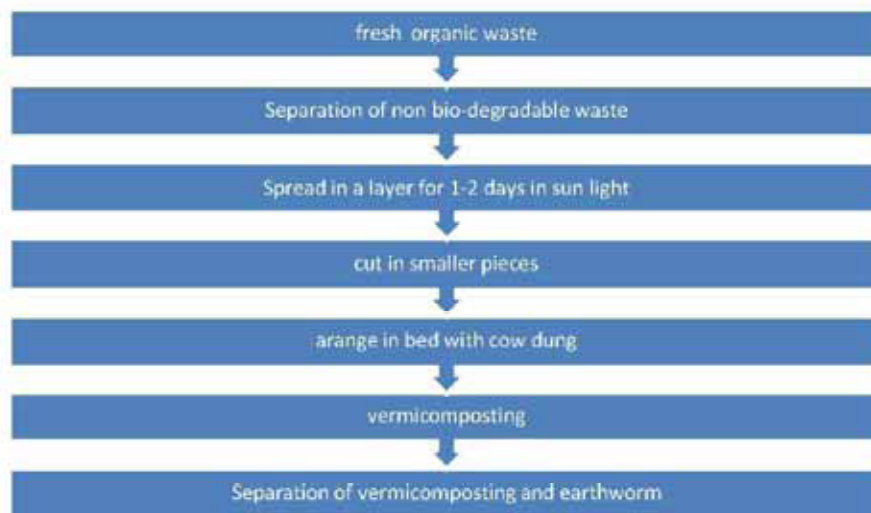 fresh organic waste
Separation of non bio-degradable waste
Spread in a layer for 1-2 days in sun light
cut in smaller pieces
arange in bed with cow dung
vermicomposting
Separation of vermicomposting and earthworm